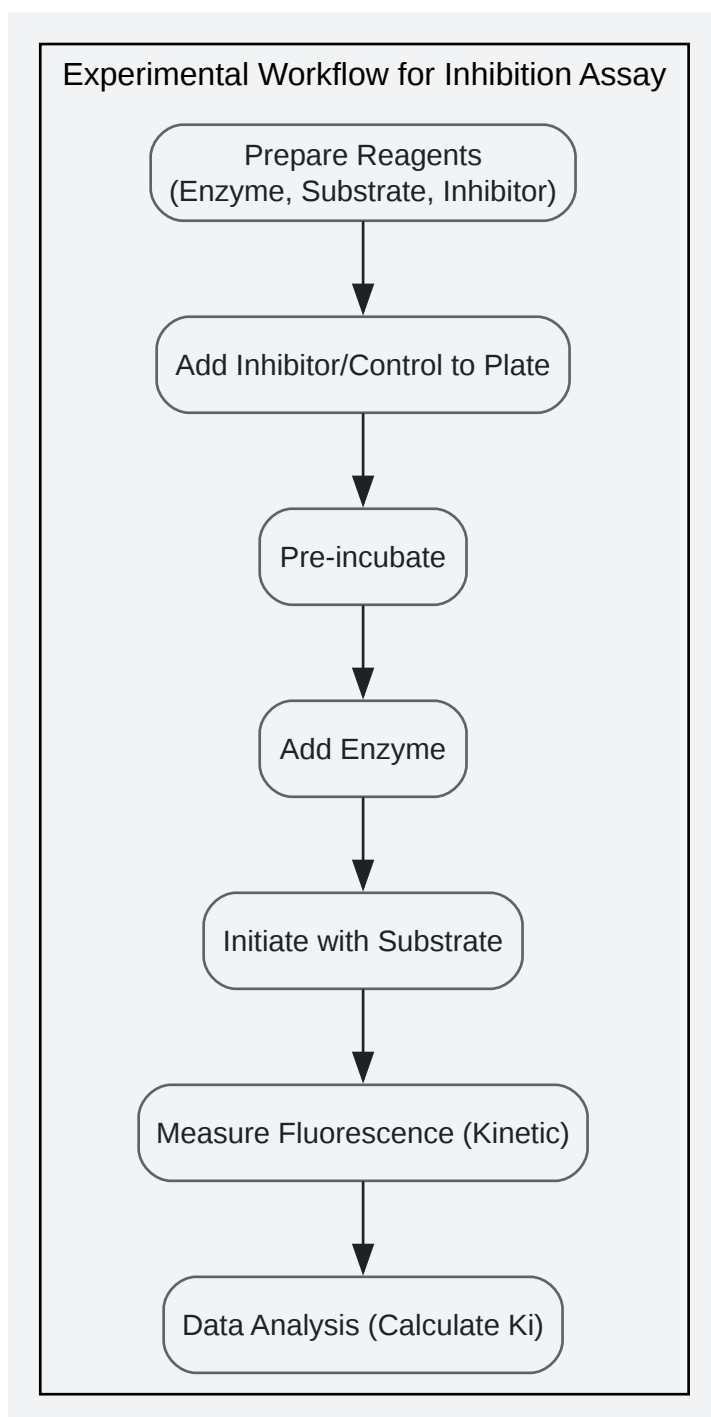 Experimental Workflow for Inhibition Assay
Prepare Reagents
(Enzyme, Substrate, Inhibitor)
Add Inhibitor/Control to Plate
Pre-incubate
Add Enzyme
Initiate with Substrate
Measure Fluorescence (Kinetic)
Data Analysis (Calculate Ki)